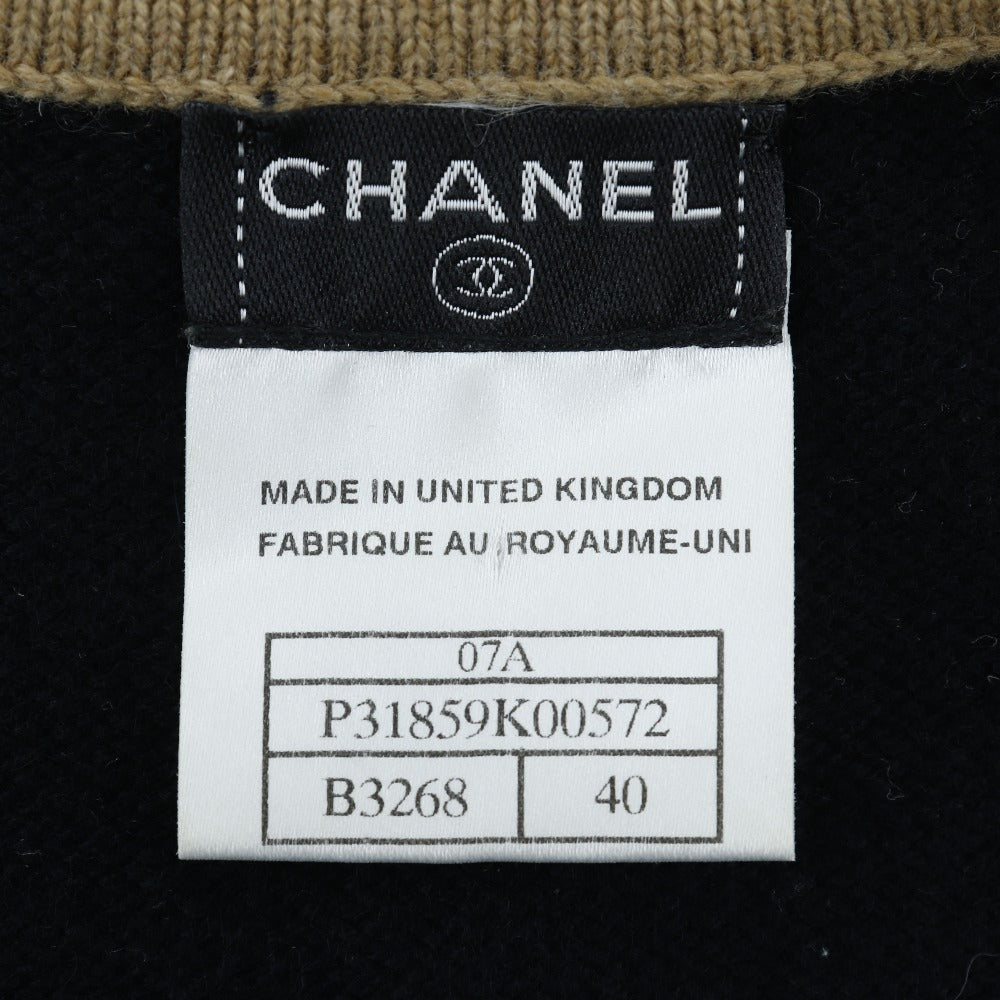 CHANEL
MADE IN UNITED KINGDOM
FABRIQUE AU ROYAUME-UNI
07A
P31859K00572
B3268 40